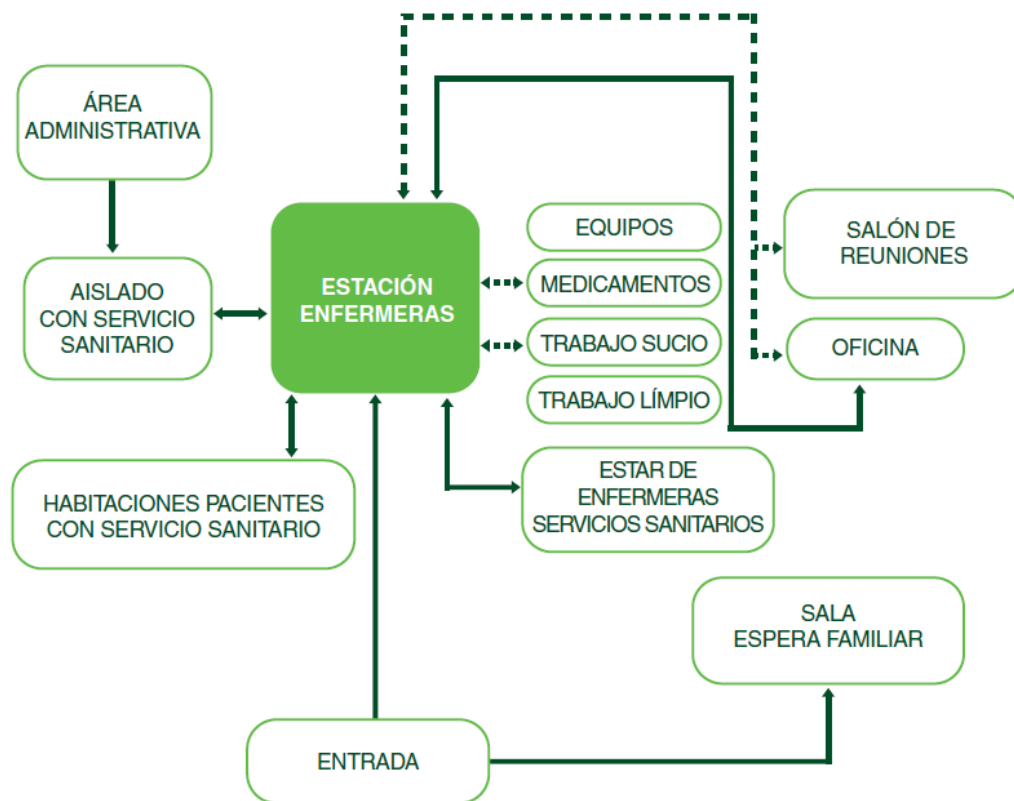 ÁREA
ADMINISTRATIVA
AISLADO
CON SERVICIO
SANITARIO
ESTACIÓN
ENFERMERAS
EQUIPOS
MEDICAMENTOS
TRABAJO SUCIO
TRABAJO LÍMPIO
SALÓN DE
REUNIONES
OFICINA
HABITACIONES PACIENTES
CON SERVICIO SANITARIO
ESTAR DE
ENFERMERAS
SERVICIOS SANITARIOS
SALA
ESPERA FAMILIAR
ENTRADA